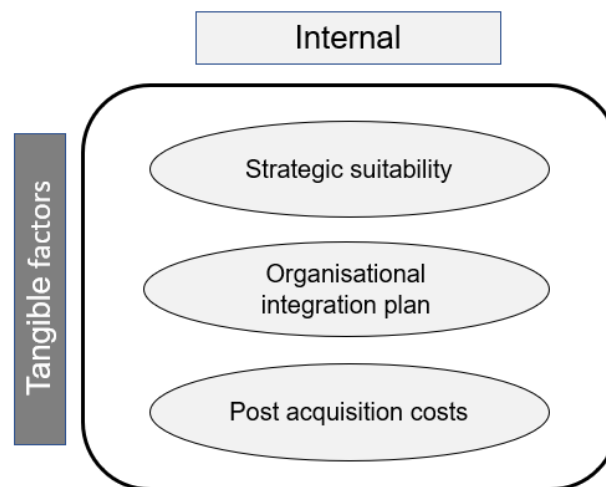 Internal
Tangible factors
Strategic suitability
Organisational
integration plan
Post acquisition costs